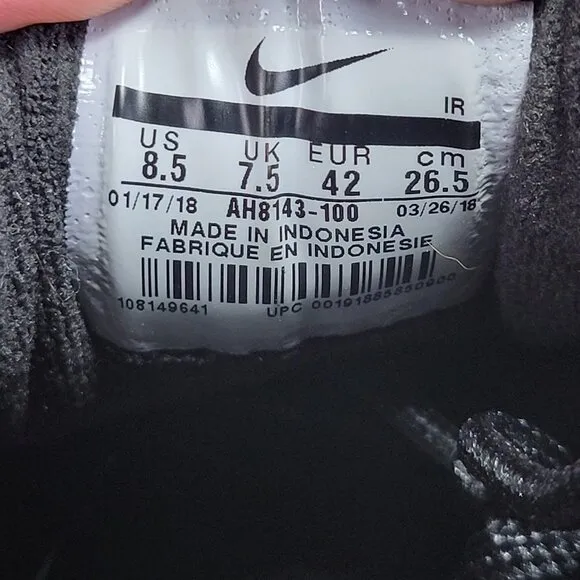 IR
US UK EUR cm
8.5 7.5 42 26.5
01/17/18 AH8143-100 03/26/18
MADE IN INDONESIA
FABRIQUE EN INDONESIE
108149641 UPC 00191885850900